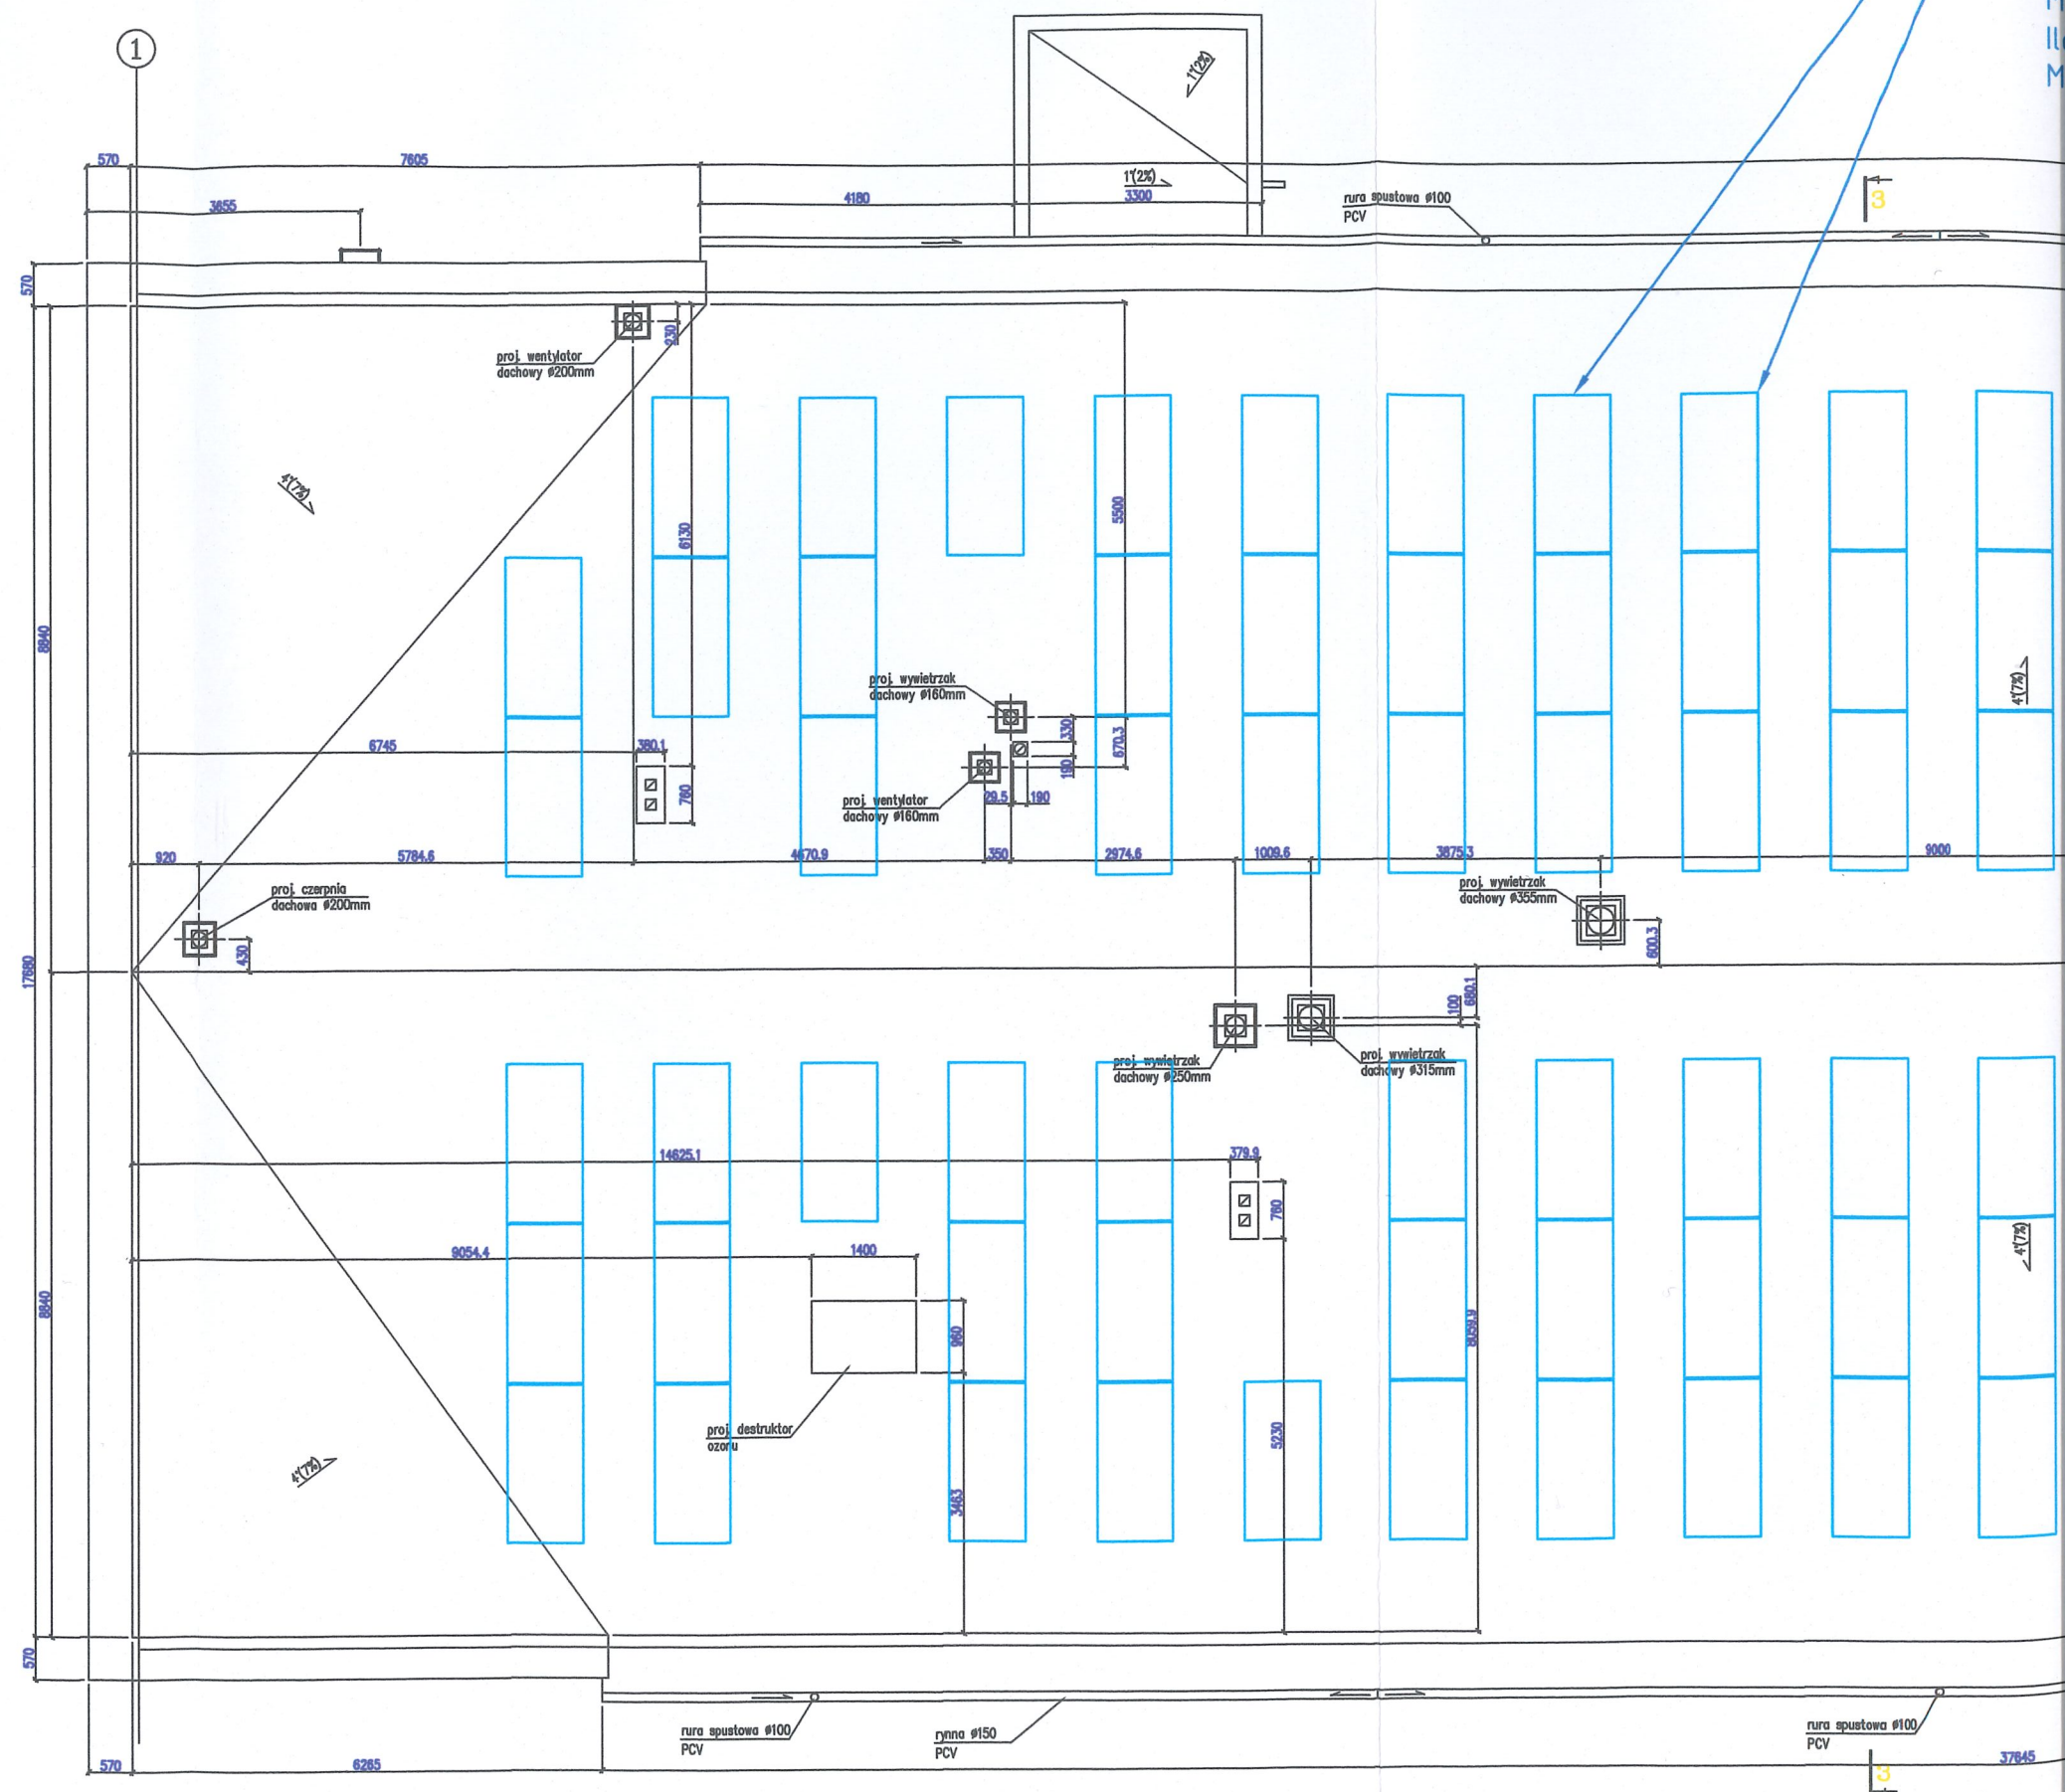 1
Il
M
1°(2%)
570
7605
3655
4180
1°(2%)
3300
rura spustowa ø100
PCV
3
570
230
proj. wentylator
dachowy ø200mm
4°(7%)
6130
5500
8840
proj. wywietrzak
dachowy ø160mm
4°(7%)
6745
380.1
330
670.3
190
760
29.5
190
proj. wentylator
dachowy ø160mm
920
5784.6
4670.9
350
2974.6
1009.6
3875.3
9000
proj. czerpnia
dachowa ø200mm
proj. wywietrzak
dachowy ø355mm
430
600.3
17680
680.1
100
proj. wywietrzak
dachowy ø250mm
proj. wywietrzak
dachowy ø315mm
14625.1
379.9
760
9054.4
1400
4°(7%)
8840
960
8059.9
proj. destruktor
ozonu
5230
4°(7%)
3463
570
rura spustowa ø100
PCV
rynna ø150
PCV
rura spustowa ø100
PCV
570
6265
37645
3